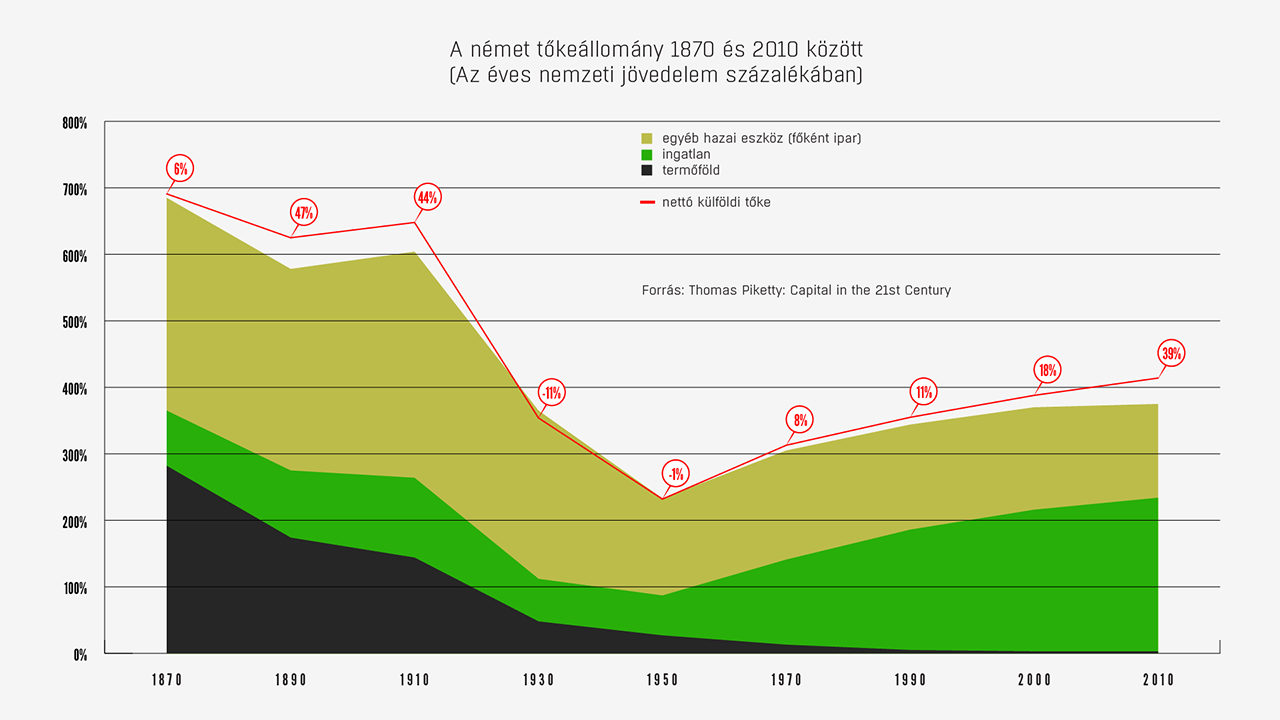 A német tőkeállomány 1870 és 2010 között
(Az éves nemzeti jövedelem százalékában)
800%
700%
600%
500%
400%
300%
200%
100%
0%
egyéb hazai eszköz (főként ipar)
ingatlan
termőföld
nettó külföldi tőke
Forrás: Thomas Piketty: Capital in the 21st Century
6%
47%
44%
-11%
-1%
8%
11%
18%
39%
1870 1890 1910 1930 1950 1970 1990 2000 2010